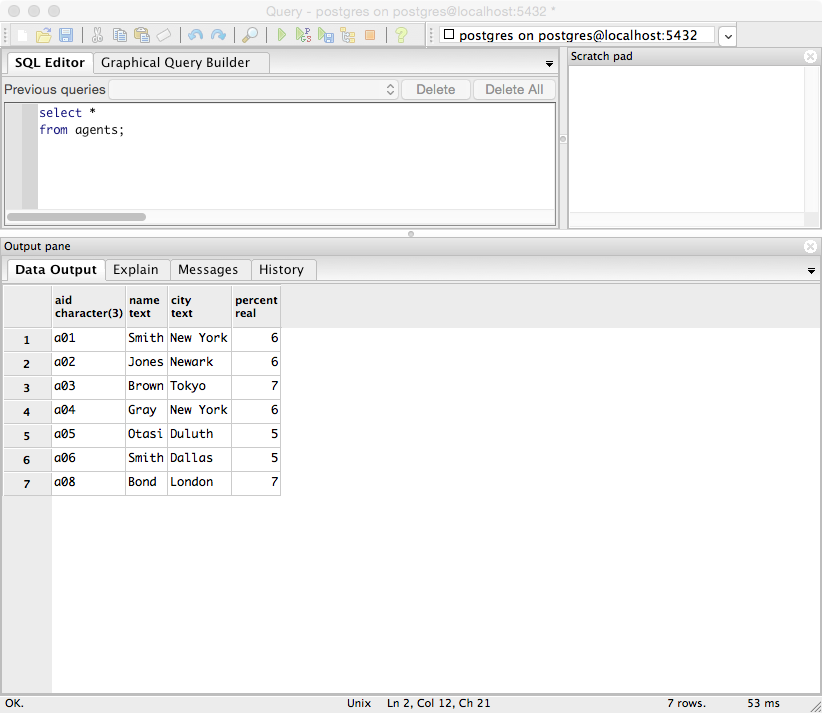 Query - postgres on postgres@localhost:5432 *
postgres on postgres@localhost:5432
SQL Editor Graphical Query Builder
Previous queries Delete Delete All
select *
from agents;
Scratch pad
Output pane
Data Output Explain Messages History
aid name city percent
character(3) text text real
1 a01 Smith New York 6
2 a02 Jones Newark 6
3 a03 Brown Tokyo 7
4 a04 Gray New York 6
5 a05 Otasi Duluth 5
6 a06 Smith Dallas 5
7 a08 Bond London 7
OK. Unix Ln 2, Col 12, Ch 21 7 rows. 53 ms